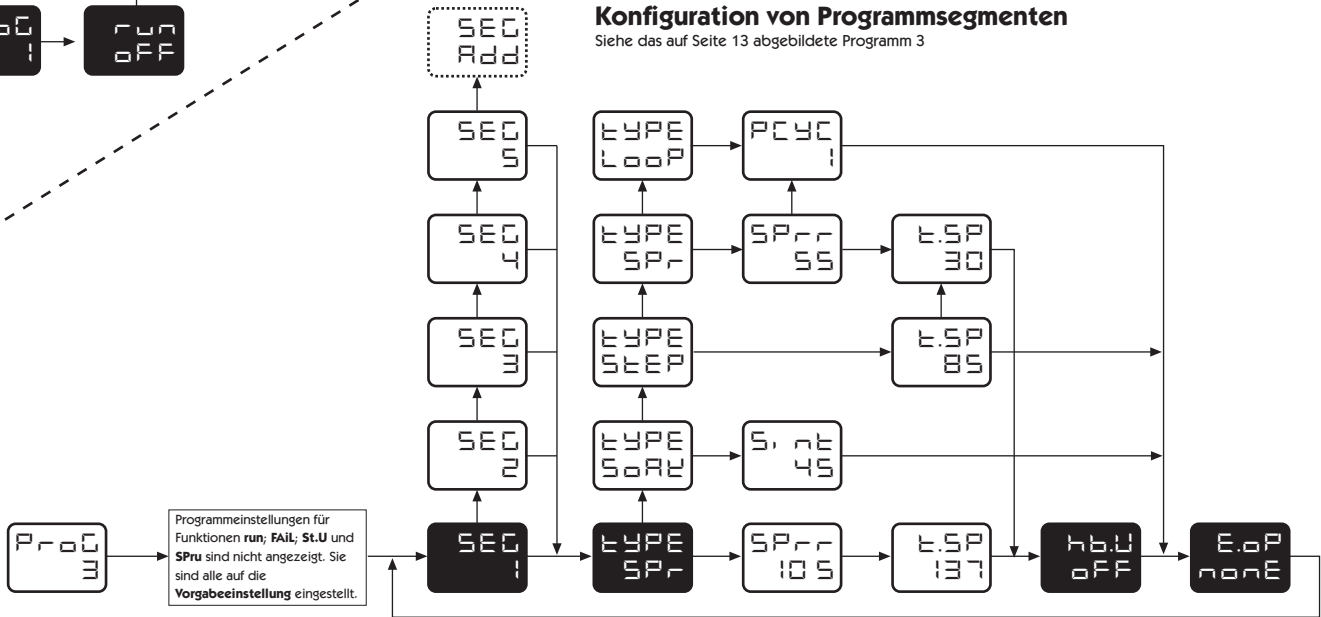 Konfiguration von Programmsegmenten
Siehe das auf Seite 13 abgebildete Programm 3
oG
1
run
oFF
SEG
Add
SEG
5
tYPE
LooP
PCYC
1
SEG
4
tYPE
SPr
SPrr
55
t.SP
30
SEG
3
tYPE
StEP
t.SP
85
SEG
2
tYPE
SoAK
Sint
45
ProG
3
Programmeinstellungen für
Funktionen run; FAiL; St.U und
SPru sind nicht angezeigt. Sie
sind alle auf die
Vorgabeeinstellung eingestellt.
SEG
1
tYPE
SPr
SPrr
105
t.SP
137
hb.U
oFF
E.oP
nonE